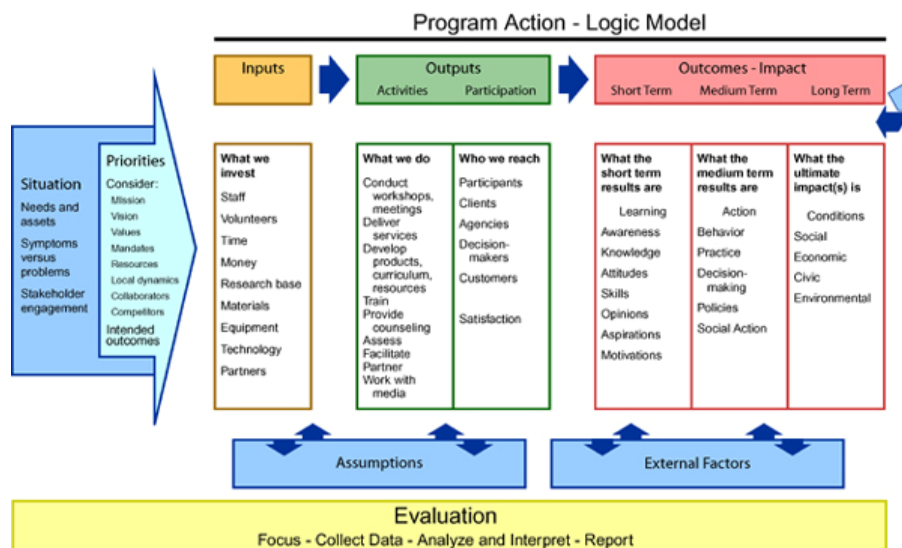 Program Action - Logic Model
Inputs
Outputs
Activities Participation
Outcomes - Impact
Short Term Medium Term Long Term
Situation
Needs and
assets
Symptoms
versus
problems
Stakeholder
engagement
Priorities
Consider:
Mission
Vision
Values
Mandates
Resources
Local dynamics
Collaborators
Competitors
Intended
outcomes
What we
invest
Staff
Volunteers
Time
Money
Research base
Materials
Equipment
Technology
Partners
What we do
Conduct
workshops,
meetings
Deliver
services
Develop
products,
curriculum,
resources
Train
Provide
counseling
Assess
Facilitate
Partner
Work with
media
Who we reach
Participants
Clients
Agencies
Decision-
makers
Customers
Satisfaction
What the
short term
results are
Learning
Awareness
Knowledge
Attitudes
Skills
Opinions
Aspirations
Motivations
What the
medium term
results are
Action
Behavior
Practice
Decision-
making
Policies
Social Action
What the
ultimate
impact(s) is
Conditions
Social
Economic
Civic
Environmental
Assumptions
External Factors
Evaluation
Focus - Collect Data - Analyze and Interpret - Report